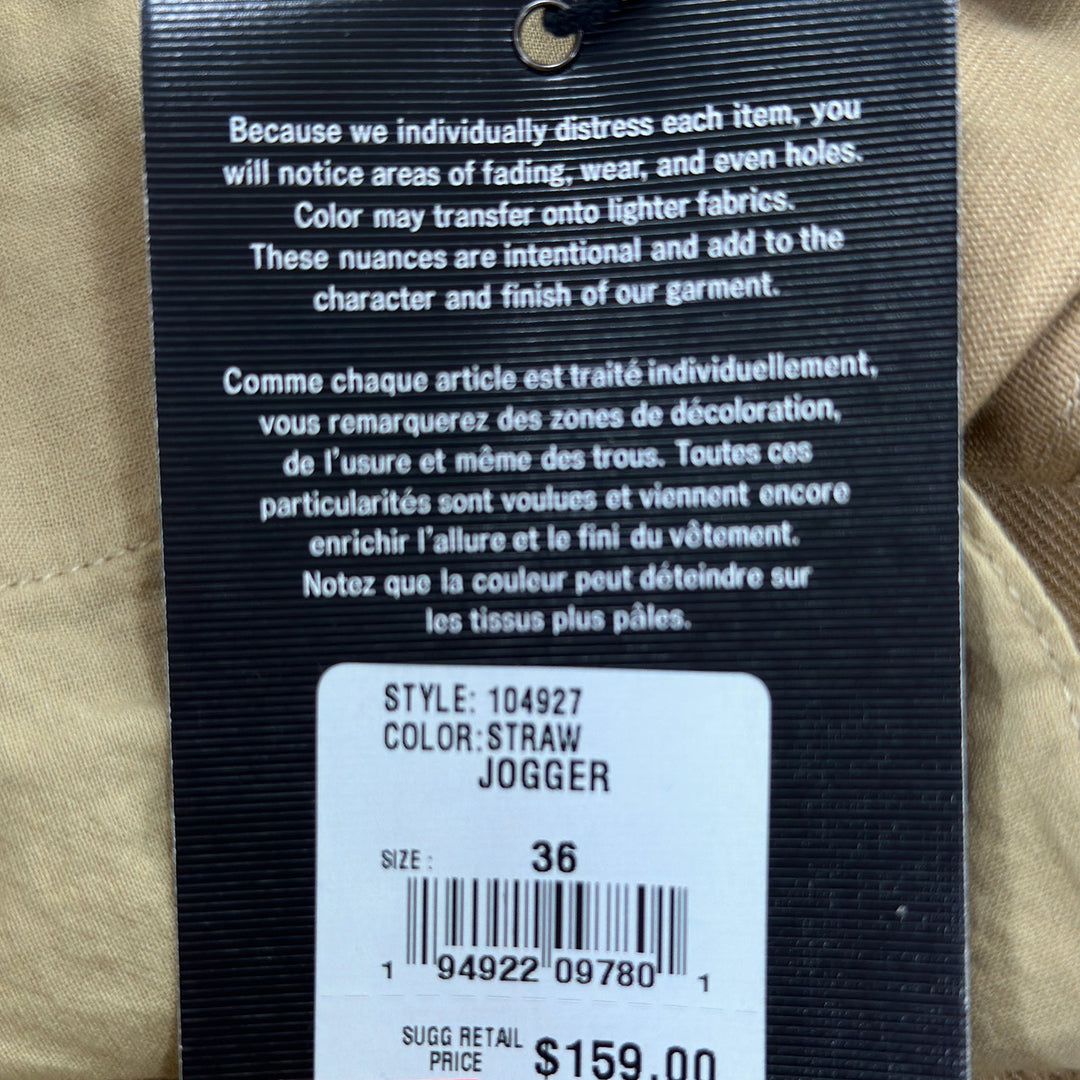 Because we individually distress each item, you
will notice areas of fading, wear, and even holes.
Color may transfer onto lighter fabrics.
These nuances are intentional and add to the
character and finish of our garment.
Comme chaque article est traité individuellement,
vous remarquerez des zones de décoloration,
de l'usure et même des trous. Toutes ces
particularités sont voulues et viennent encore
enrichir l'allure et le fini du vêtement.
Notez que la couleur peut déteindre sur
les tissus plus pâles.
STYLE: 104927
COLOR: STRAW
JOGGER
SIZE: 36
1 94922 09780 1
SUGG RETAIL
PRICE $159.00